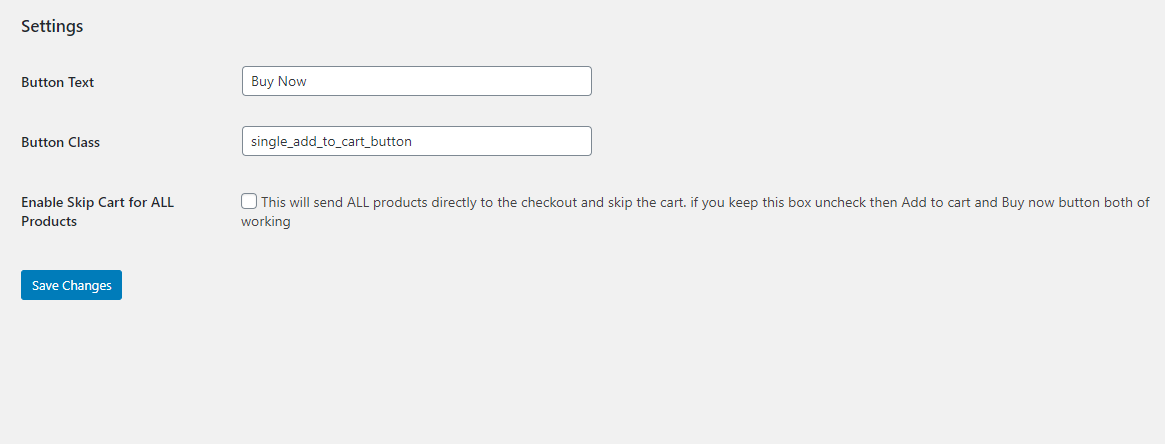 Settings
Button Text
Buy Now
Button Class
single_add_to_cart_button
Enable Skip Cart for ALL
Products
This will send ALL products directly to the checkout and skip the cart. if you keep this box uncheck then Add to cart and Buy now button both of
working
Save Changes